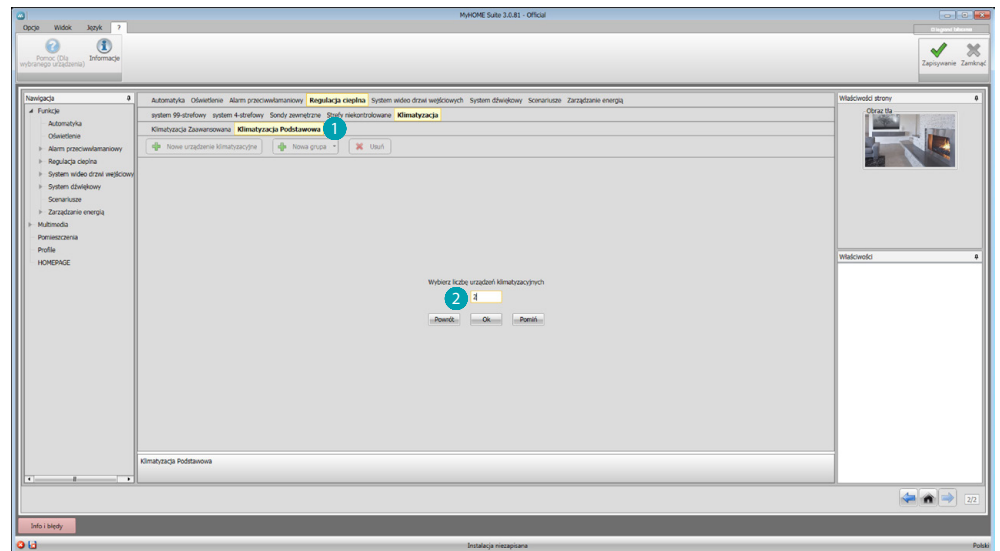 MyHOME Suite 3.0.81 - Official
Opcje Widok Język ?
Pomoc (Dla wybranego urządzenia)
Informacje
Zapisywanie Zamknąć
Nawigacja
Funkcje
Automatyka
Oświetlenie
Alarm przeciwwłamaniowy
Regulacja cieplna
System wideo drzwi wejściowy
System dźwiękowy
Scenariusze
Zarządzanie energią
Multimedia
Pomieszczenia
Profile
HOMEPAGE
Automatyka Oświetlenie Alarm przeciwwłamaniowy Regulacja cieplna System wideo drzwi wejściowych System dźwiękowy Scenariusze Zarządzanie energią
system 99-strefowy system 4-strefowy Sondy zewnętrzne Strefy niekontrolowane Klimatyzacja
Klimatyzacja Zaawansowana Klimatyzacja Podstawowa 1
Nowe urządzenie klimatyzacyjne Nowa grupa Usuń
Wybierz liczbę urządzeń klimatyzacyjnych
2 2
Powrót Ok Pomiń
Klimatyzacja Podstawowa
Właściwości strony
Obraz tła
Właściwości
2/2
Info i błędy
Instalacja niezapisana
Polski